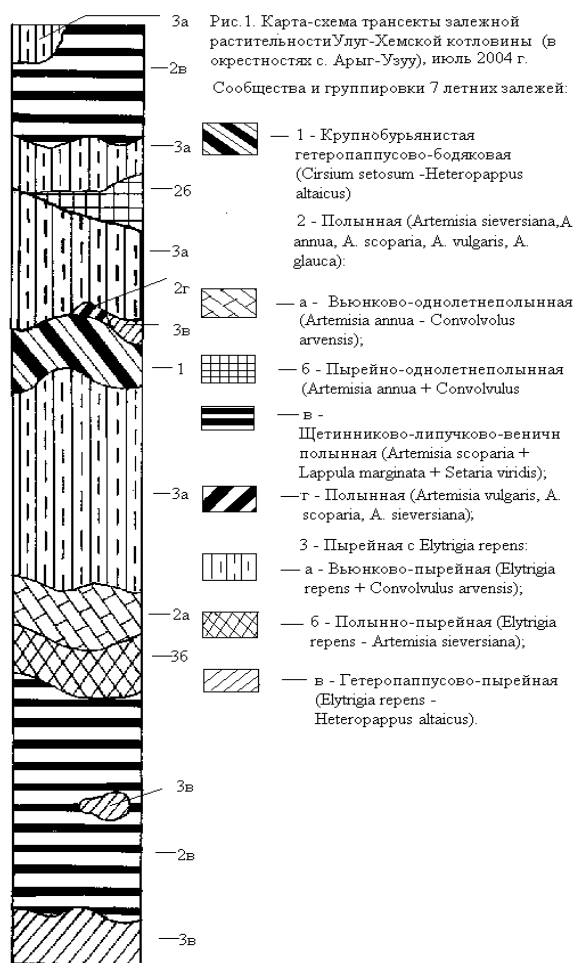 3а
2в
3а
2б
3а
2г
3в
1
3а
2а
3б
3в
2в
3в
Рис.1. Карта-схема трансекты залежной
растительностиУлуг-Хемской котловины (в
окрестностях с. Арыг-Узуу), июль 2004 г.
Сообщества и группировки 7 летних залежей:
1 - Крупнобурьянистая
гетеропаппусово-бодяковая
(Cirsium setosum -Heteropappus
altaicus)
2 - Полынная (Artemisia sieversiana,A
annua, A. scoparia, A. vulgaris, A.
glauca):
а - Вьюнково-однолетнеполынная
(Artemisia annua - Convolvolus
arvensis);
б - Пырейно-однолетнеполынная
(Artemisia annua + Convolvulus
в -
Щетинниково-липучково-веничн
полынная (Artemisia scoparia +
Lappula marginata + Setaria viridis);
г - Полынная (Artemisia vulgaris, A.
scoparia, A. sieversiana);
3 - Пырейная с Elytrigia repens:
а - Вьюнково-пырейная (Elytrigia
repens + Convolvulus arvensis);
б - Полынно-пырейная (Elytrigia
repens - Artemisia sieversiana);
в - Гетеропаппусово-пырейная
(Elytrigia repens -
Heteropappus altaicus).